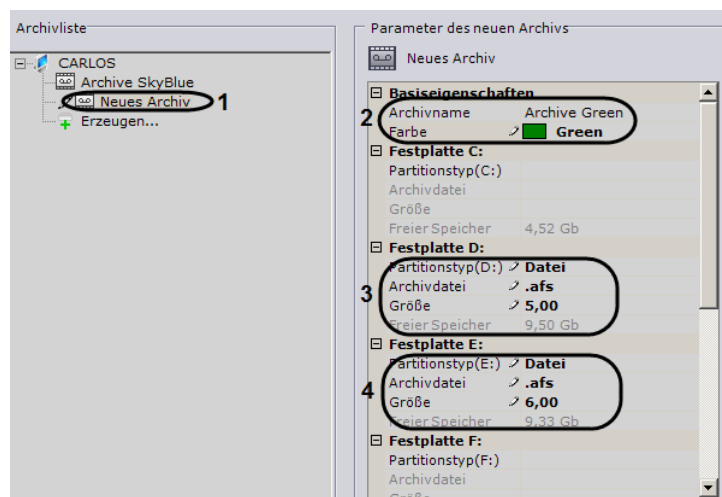 Archivliste
CARLOS
Archive SkyBlue
Neues Archiv 1
Erzeugen...
Parameter des neuen Archivs
Neues Archiv
Basiseigenschaften
2
Archivname Archive Green
Farbe Green
Festplatte C:
Partitionstyp(C:)
Archivdatei
Größe
Freier Speicher 4,52 Gb
Festplatte D:
Partitionstyp(D:) Datei
3
Archivdatei .afs
Größe 5,00
Freier Speicher 9,50 Gb
Festplatte E:
Partitionstyp(E:) Datei
4
Archivdatei .afs
Größe 6,00
Freier Speicher 9,33 Gb
Festplatte F:
Partitionstyp(F:)
Archivdatei